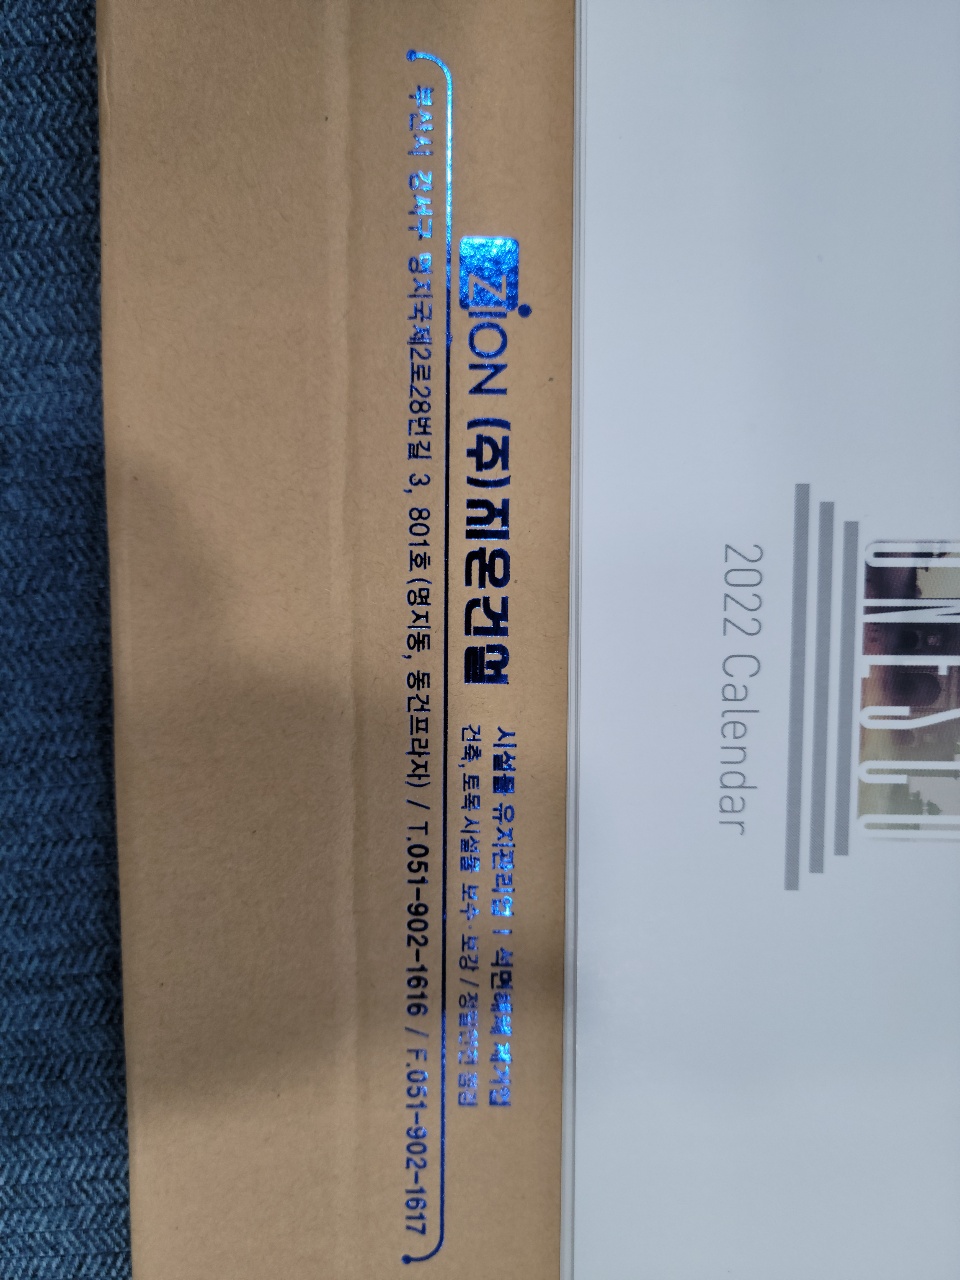 UNESCO
2022 Calendar
ZiON (주)시온건업 시설물 유지관리업 | 석면해체 제거업
건축, 토목 시설물 보수·보강 / 정밀안전 점검
부산시 강서구 명지국제2로28번길 3, 801호 (명지동, 동건프라자) / T.051-902-1616 / F.051-902-1617